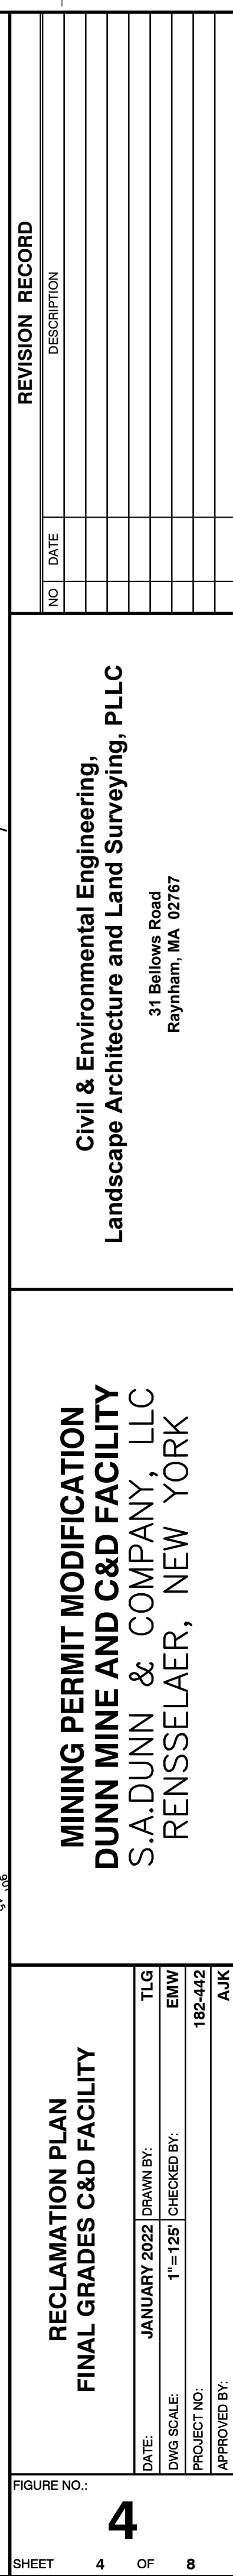 REVISION RECORD
NO DATE DESCRIPTION
Civil & Environmental Engineering,
Landscape Architecture and Land Surveying, PLLC
31 Bellows Road
Raynham, MA 02767
MINING PERMIT MODIFICATION
DUNN MINE AND C&D FACILITY
S.A.DUNN & COMPANY, LLC
RENSSELAER, NEW YORK
RECLAMATION PLAN
FINAL GRADES C&D FACILITY
DATE: JANUARY 2022 DRAWN BY: TLG
DWG SCALE: 1"=125' CHECKED BY: EMW
PROJECT NO: 182-442
APPROVED BY: AJK
FIGURE NO.:
4
SHEET 4 OF 8